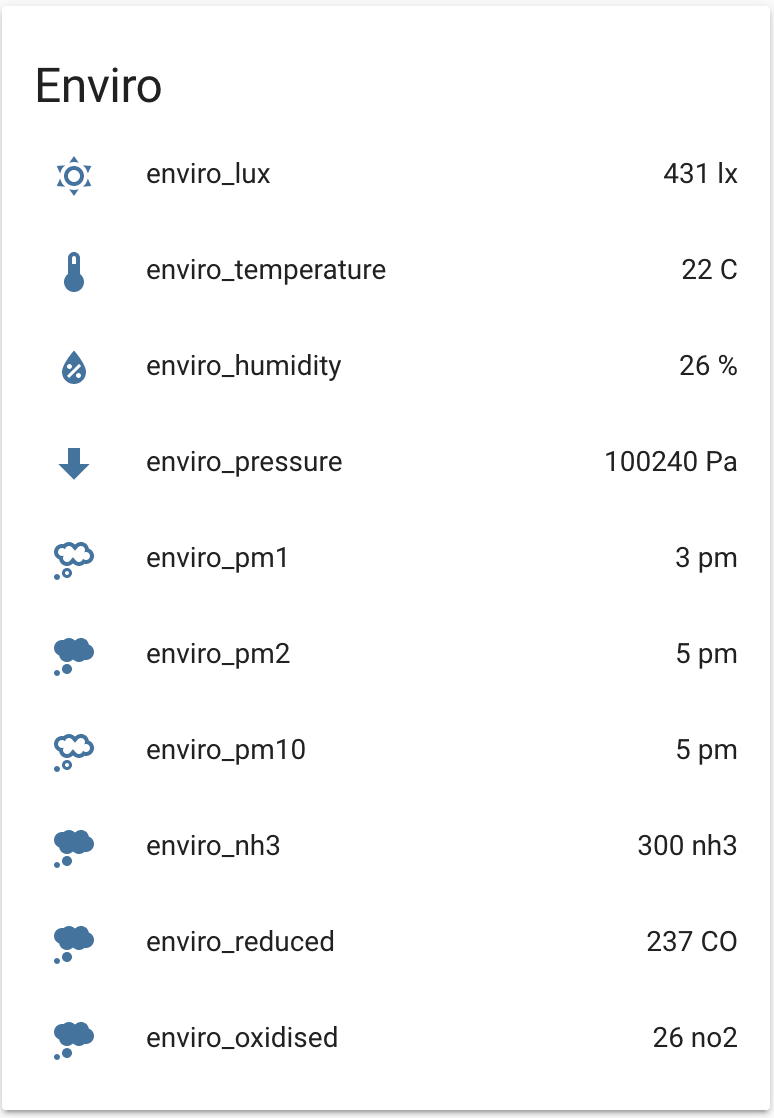 Enviro
enviro_lux 431 lx
enviro_temperature 22 C
enviro_humidity 26 %
enviro_pressure 100240 Pa
enviro_pm1 3 pm
enviro_pm2 5 pm
enviro_pm10 5 pm
enviro_nh3 300 nh3
enviro_reduced 237 CO
enviro_oxidised 26 no2